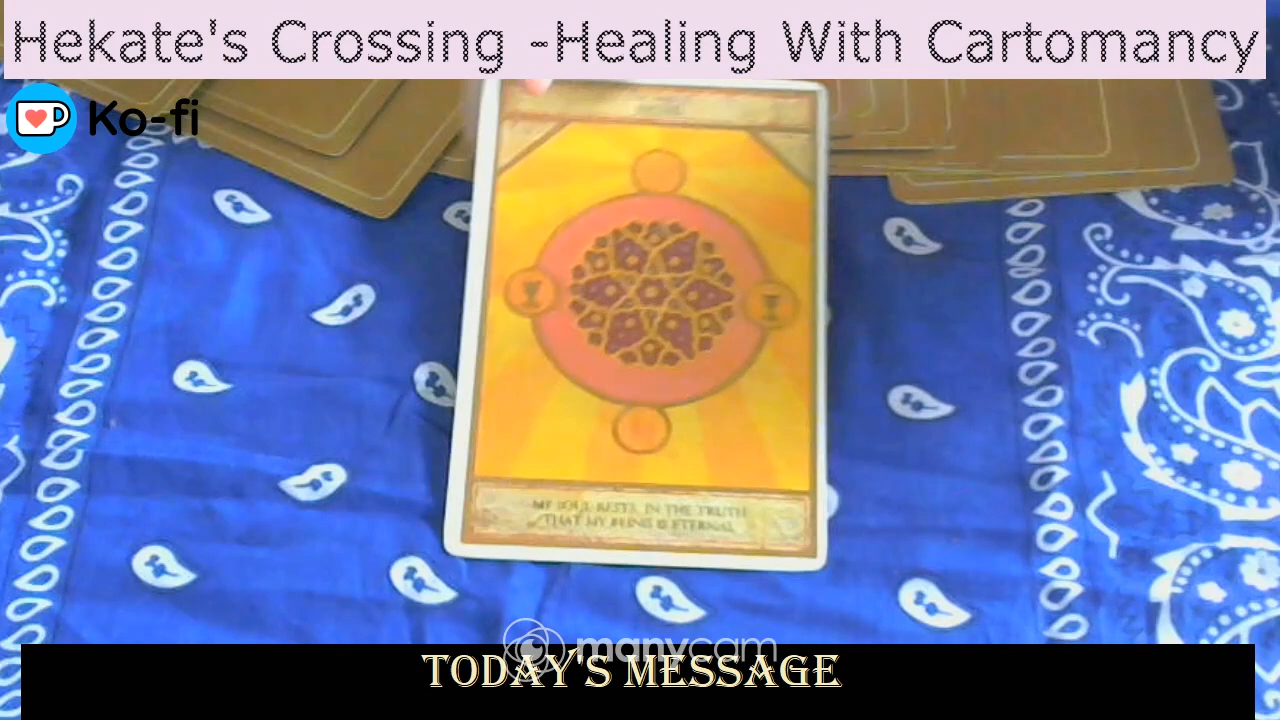 Hekate's Crossing -Healing With Cartomancy
Ko-fi
MY SOUL RESTS IN THE TRUTH
THAT MY BEING IS ETERNAL
manycam
TODAY'S MESSAGE